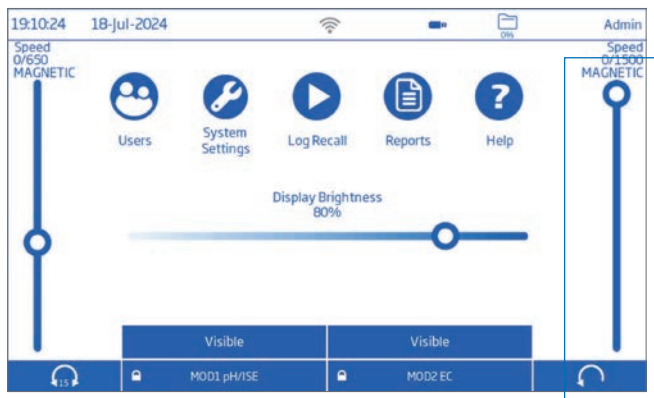 19:10:24 18-Jul-2024 0% Admin
Speed
0/650
MAGNETIC
Speed
0/1500
MAGNETIC
Users
System
Settings
Log Recall
Reports
Help
Display Brightness
80%
Visible Visible
15 MOD1 pH/ISE MOD2 EC